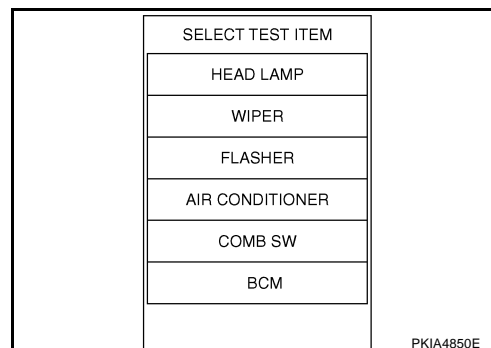 SELECT TEST ITEM
HEAD LAMP
WIPER
FLASHER
AIR CONDITIONER
COMB SW
BCM
PKIA4850E